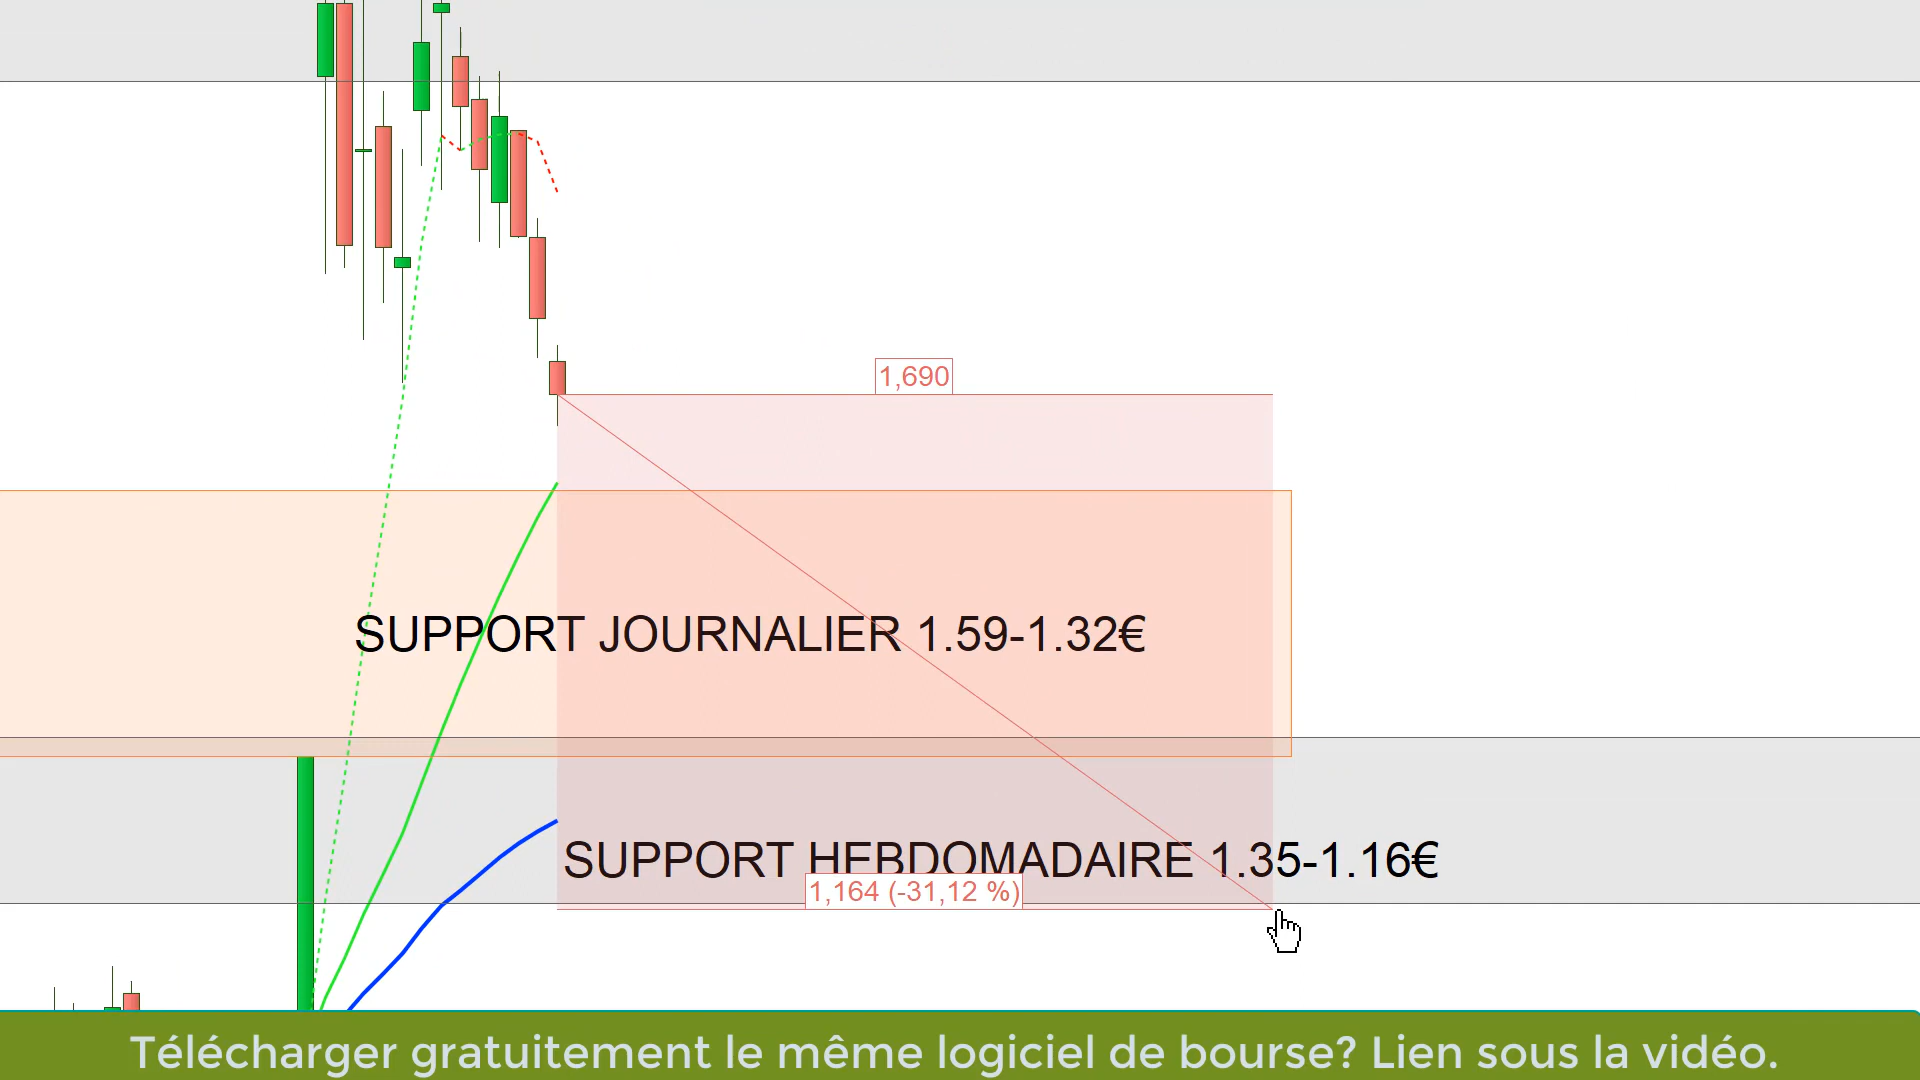 1,690
SUPPORT JOURNALIER 1.59-1.32€
SUPPORT HEBDOMADAIRE 1.35-1.16€
1,164 (-31,12 %)
Télécharger gratuitement le même logiciel de bourse? Lien sous la vidéo.